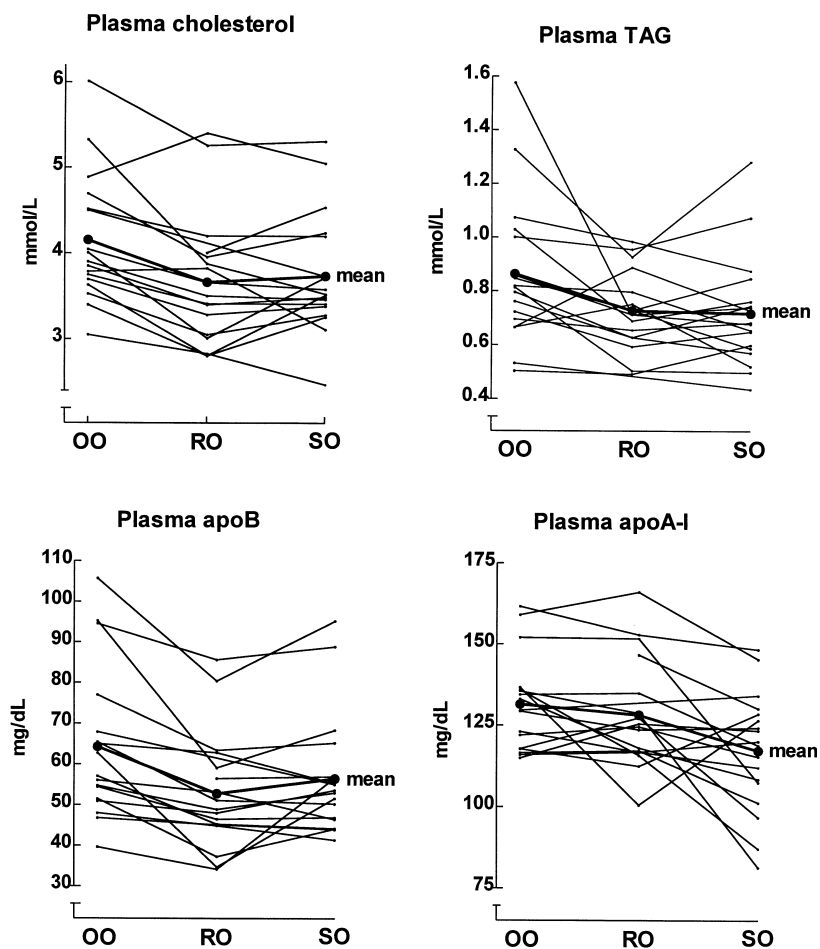 Plasma cholesterol
6
5
4
3
mmol/L
mean
OO RO SO
Plasma TAG
1.6
1.4
1.2
1.0
0.8
0.6
0.4
mmol/L
mean
OO RO SO
Plasma apoB
110
100
90
80
70
60
50
40
30
mg/dL
mean
OO RO SO
Plasma apoA-I
175
150
125
100
75
mg/dL
mean
OO RO SO